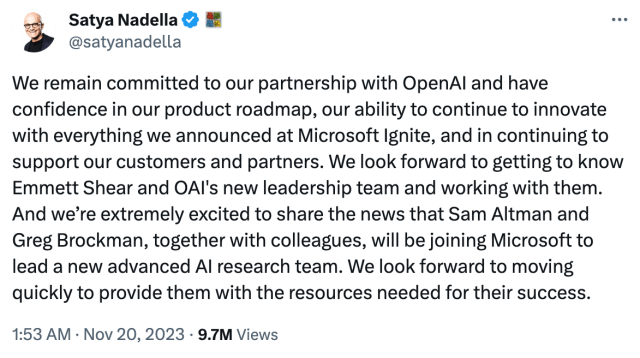 Satya Nadella
@satyanadella
We remain committed to our partnership with OpenAI and have
confidence in our product roadmap, our ability to continue to innovate
with everything we announced at Microsoft Ignite, and in continuing to
support our customers and partners. We look forward to getting to know
Emmett Shear and OAI's new leadership team and working with them.
And we’re extremely excited to share the news that Sam Altman and
Greg Brockman, together with colleagues, will be joining Microsoft to
lead a new advanced AI research team. We look forward to moving
quickly to provide them with the resources needed for their success.
1:53 AM · Nov 20, 2023 · 9.7M Views